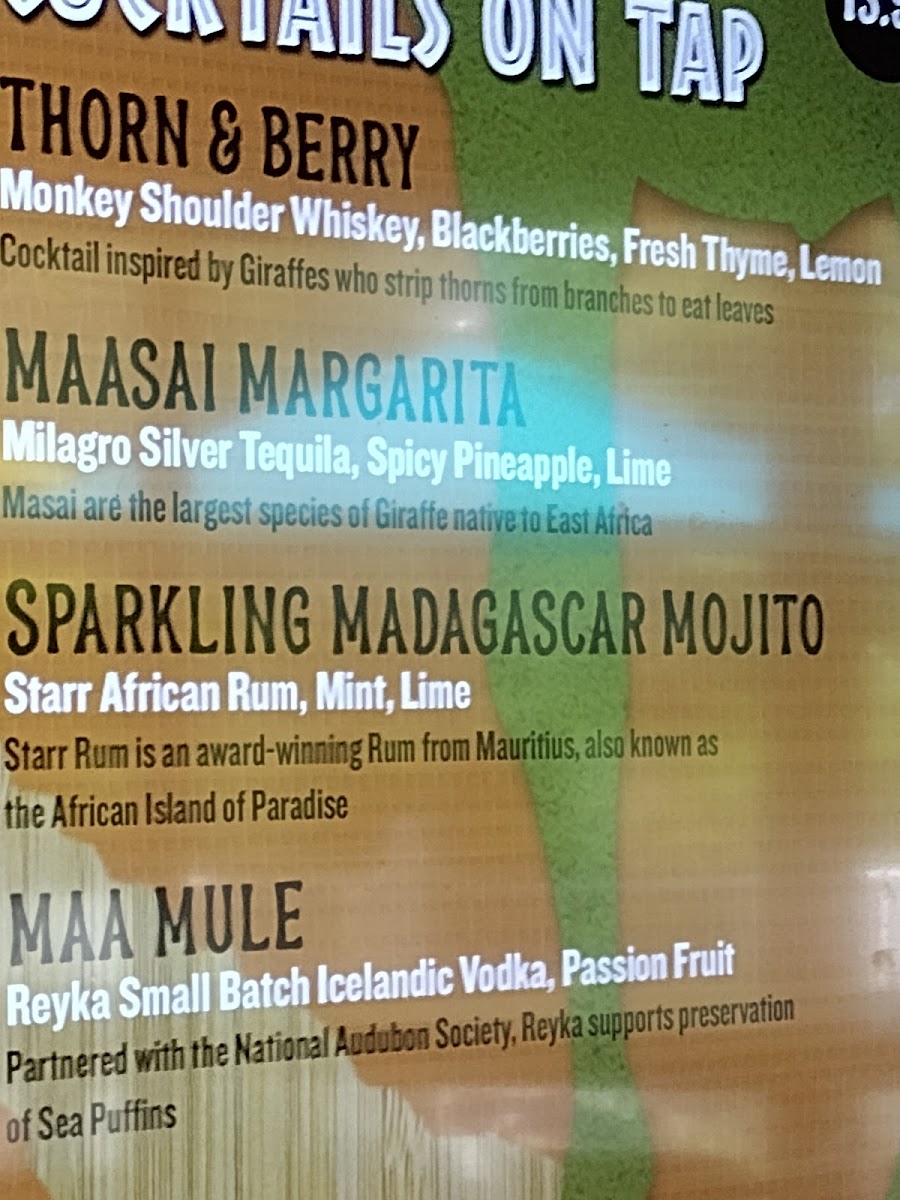 COCKTAILS ON TAP
THORN & BERRY
Monkey Shoulder Whiskey, Blackberries, Fresh Thyme, Lemon
Cocktail inspired by Giraffes who strip thorns from branches to eat leaves
MAASAI MARGARITA
Milagro Silver Tequila, Spicy Pineapple, Lime
Masai are the largest species of Giraffe native to East Africa
SPARKLING MADAGASCAR MOJITO
Starr African Rum, Mint, Lime
Starr Rum is an award-winning Rum from Mauritius, also known as
the African Island of Paradise
MAA MULE
Reyka Small Batch Icelandic Vodka, Passion Fruit
Partnered with the National Audubon Society, Reyka supports preservation
of Sea Puffins